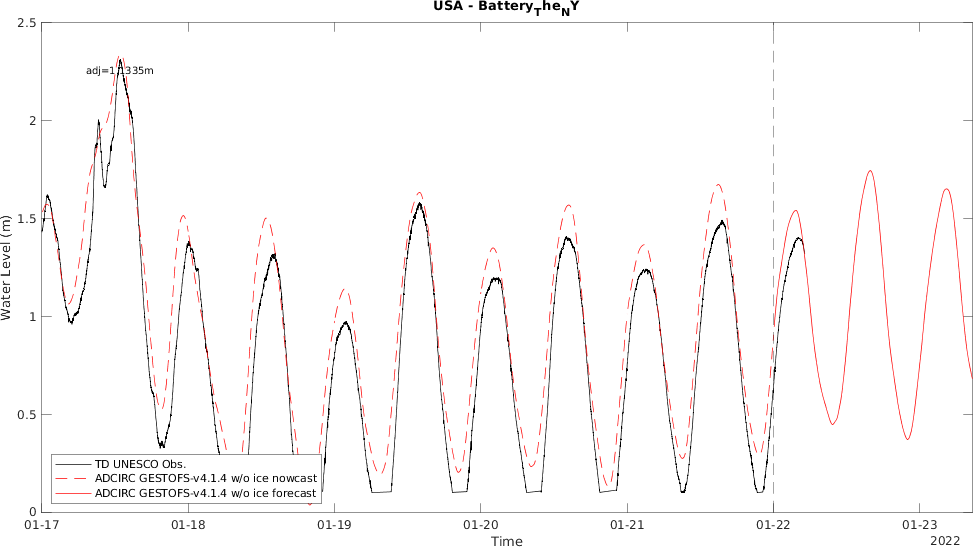 USA - BatteryTheNY
2.5
adj=1.1335m
2
1.5
Water Level (m)
1
0.5
TD UNESCO Obs.
ADCIRC GESTOFS-v4.1.4 w/o ice nowcast
ADCIRC GESTOFS-v4.1.4 w/o ice forecast
0
01-17 01-18 01-19 01-20 01-21 01-22 01-23
Time
2022